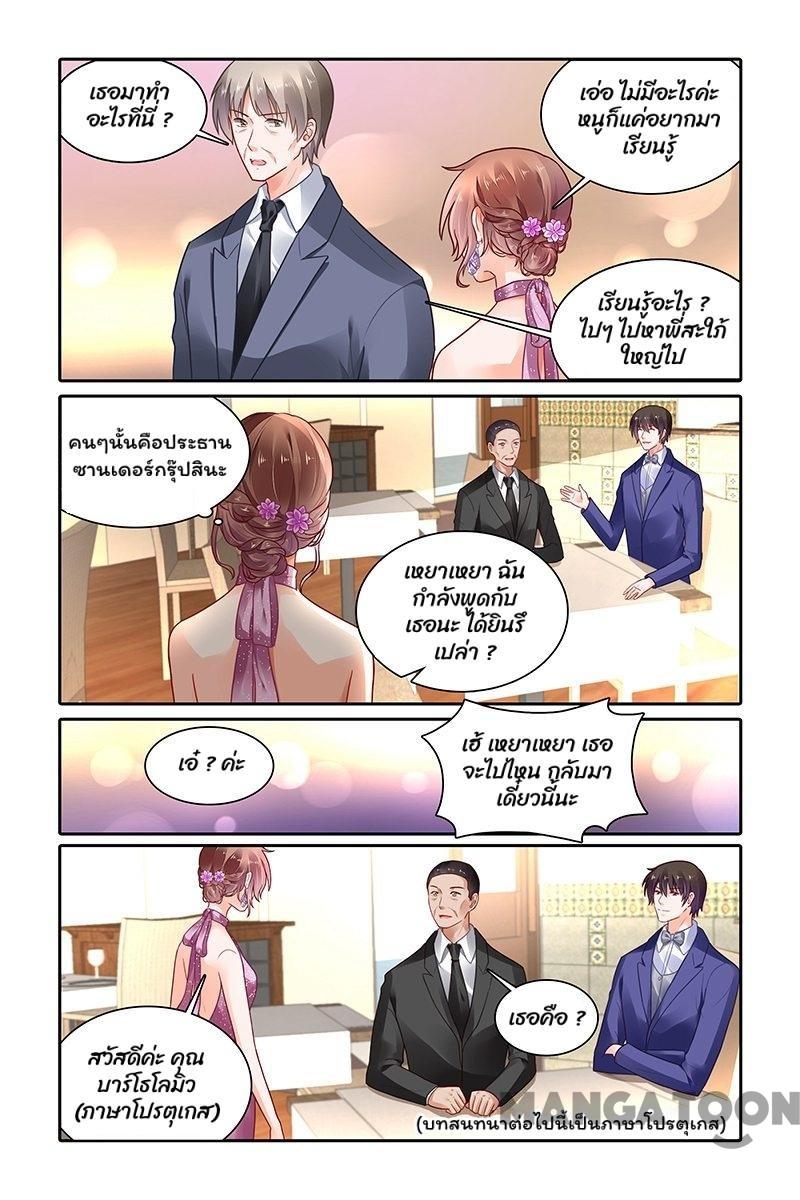 เธอมาทำ
อะไรที่นี่ ?
เอ่อ ไม่มีอะไรค่ะ
หนูก็แค่อยากมา
เรียนรู้
เรียนรู้อะไร ?
ไปๆ ไปหาพี่สะใภ้
ใหญ่ไป
คนๆนั้นคือประธาน
ซานเดอร์กรุ๊ปสินะ
เหยาเหยา ฉัน
กำลังพูดกับ
เธอนะ ได้ยินรึ
เปล่า ?
เอ๋ ? ค่ะ
เฮ้ เหยาเหยา เธอ
จะไปไหน กลับมา
เดี๋ยวนี้นะ
เธอคือ ?
สวัสดีค่ะ คุณ
บาร์โธโลมิว
(ภาษาโปรตุเกส)
MANGATOON
(บทสนทนาต่อไปนี้เป็นภาษาโปรตุเกส)